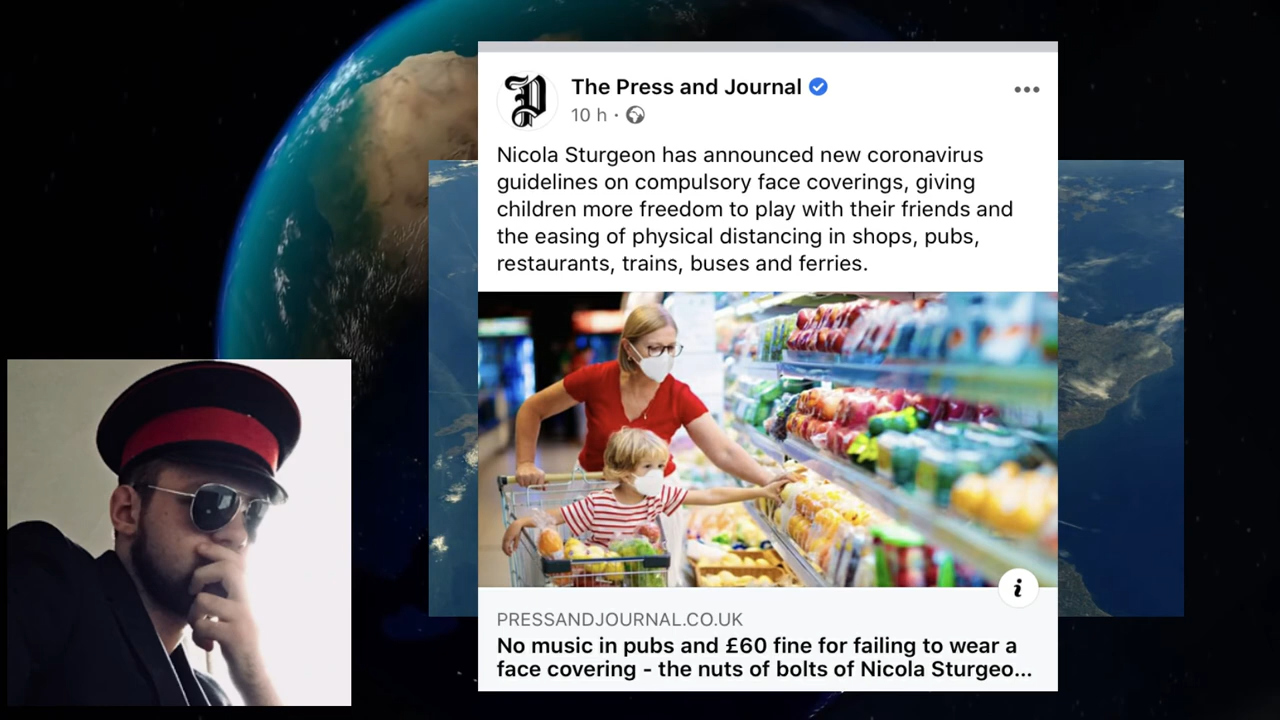 The Press and Journal
10 h ·
Nicola Sturgeon has announced new coronavirus
guidelines on compulsory face coverings, giving
children more freedom to play with their friends and
the easing of physical distancing in shops, pubs,
restaurants, trains, buses and ferries.
i
PRESSANDJOURNAL.CO.UK
No music in pubs and £60 fine for failing to wear a
face covering - the nuts of bolts of Nicola Sturgeo...